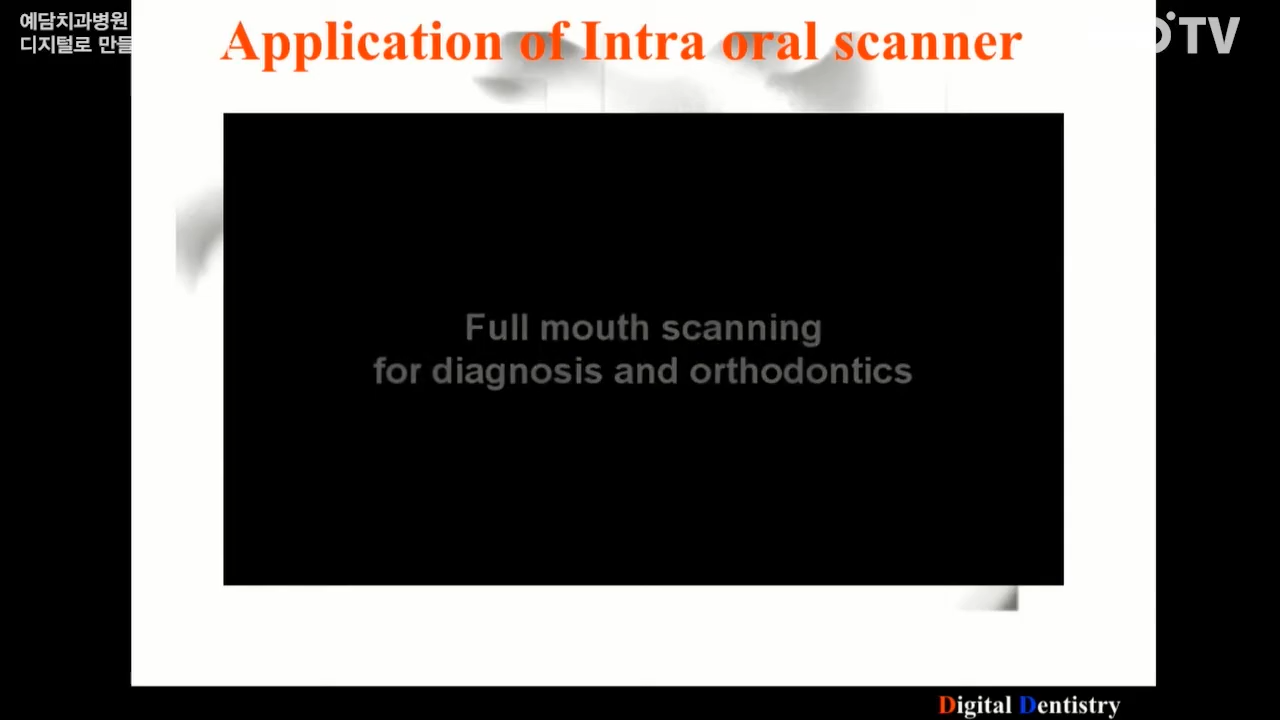 예담치과병원
디지털로 만들
Application of Intra oral scanner
TV
Full mouth scanning
for diagnosis and orthodontics
Digital Dentistry